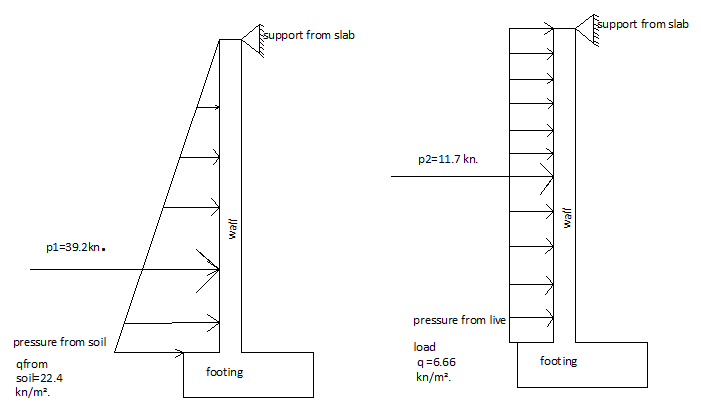 support from slab
p1=39.2kn.
wall
pressure from soil
qfrom
soil=22.4
kn/m².
footing
support from slab
p2=11.7 kn.
wall
pressure from live
load
q =6.66
kn/m².
footing